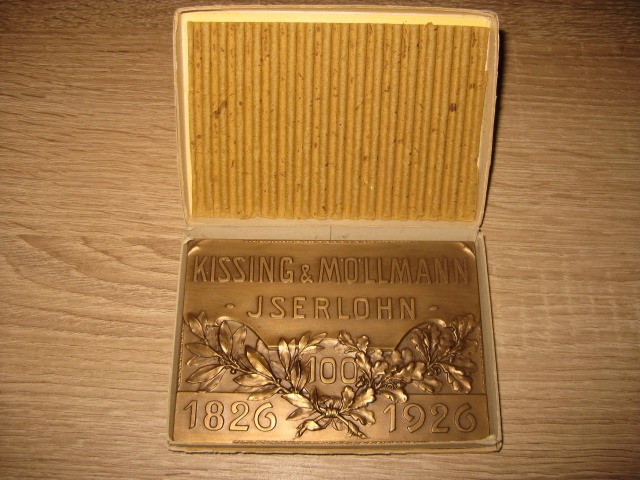 KISSING & MÖLLMANN
· JSERLOHN ·
100
1826 1926